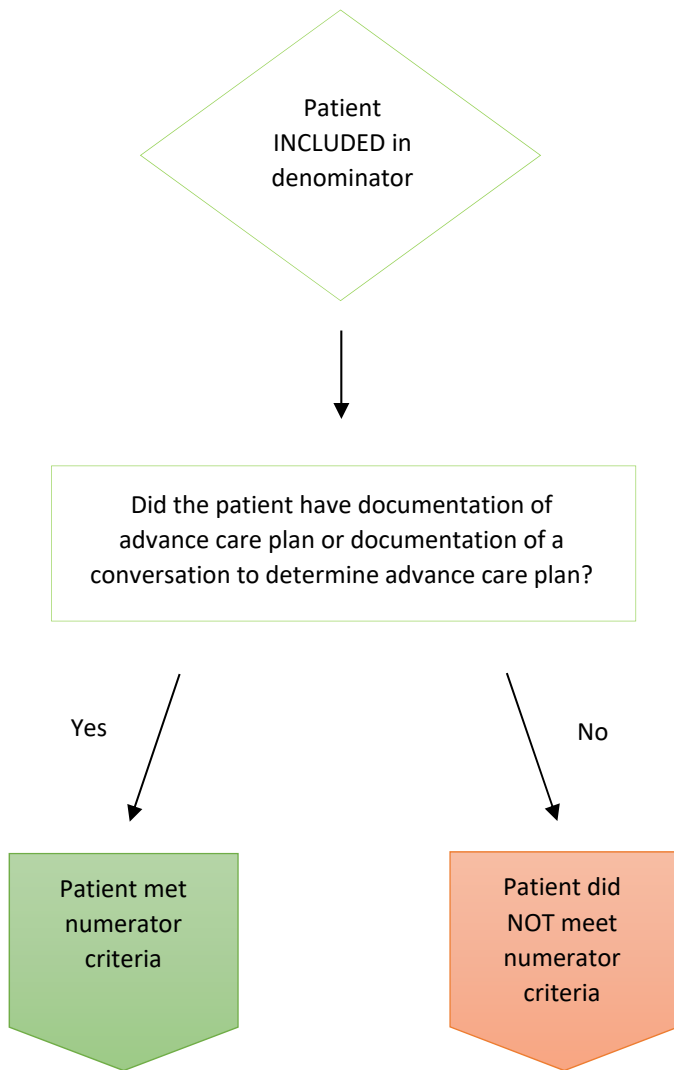 Patient
INCLUDED in
denominator
Did the patient have documentation of
advance care plan or documentation of a
conversation to determine advance care plan?
Yes
No
Patient met
numerator
criteria
Patient did
NOT meet
numerator
criteria